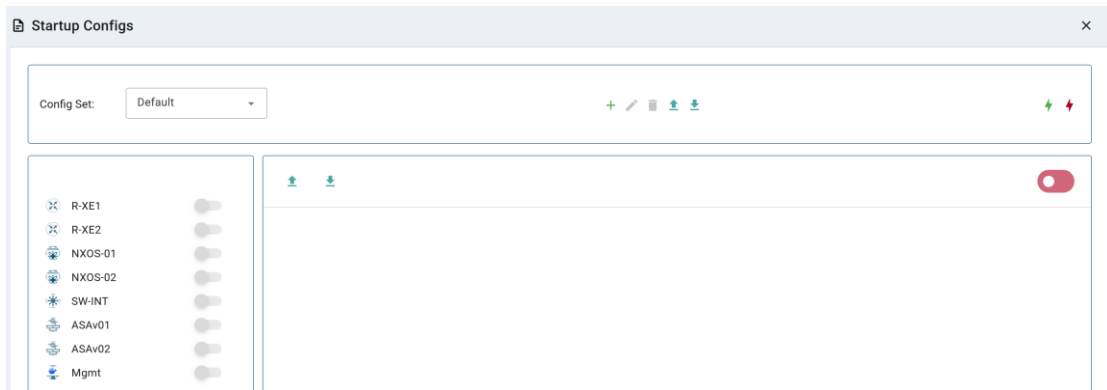 Startup Configs
Config Set:
Default
R-XE1
R-XE2
NXOS-01
NXOS-02
SW-INT
ASAv01
ASAv02
Mgmt